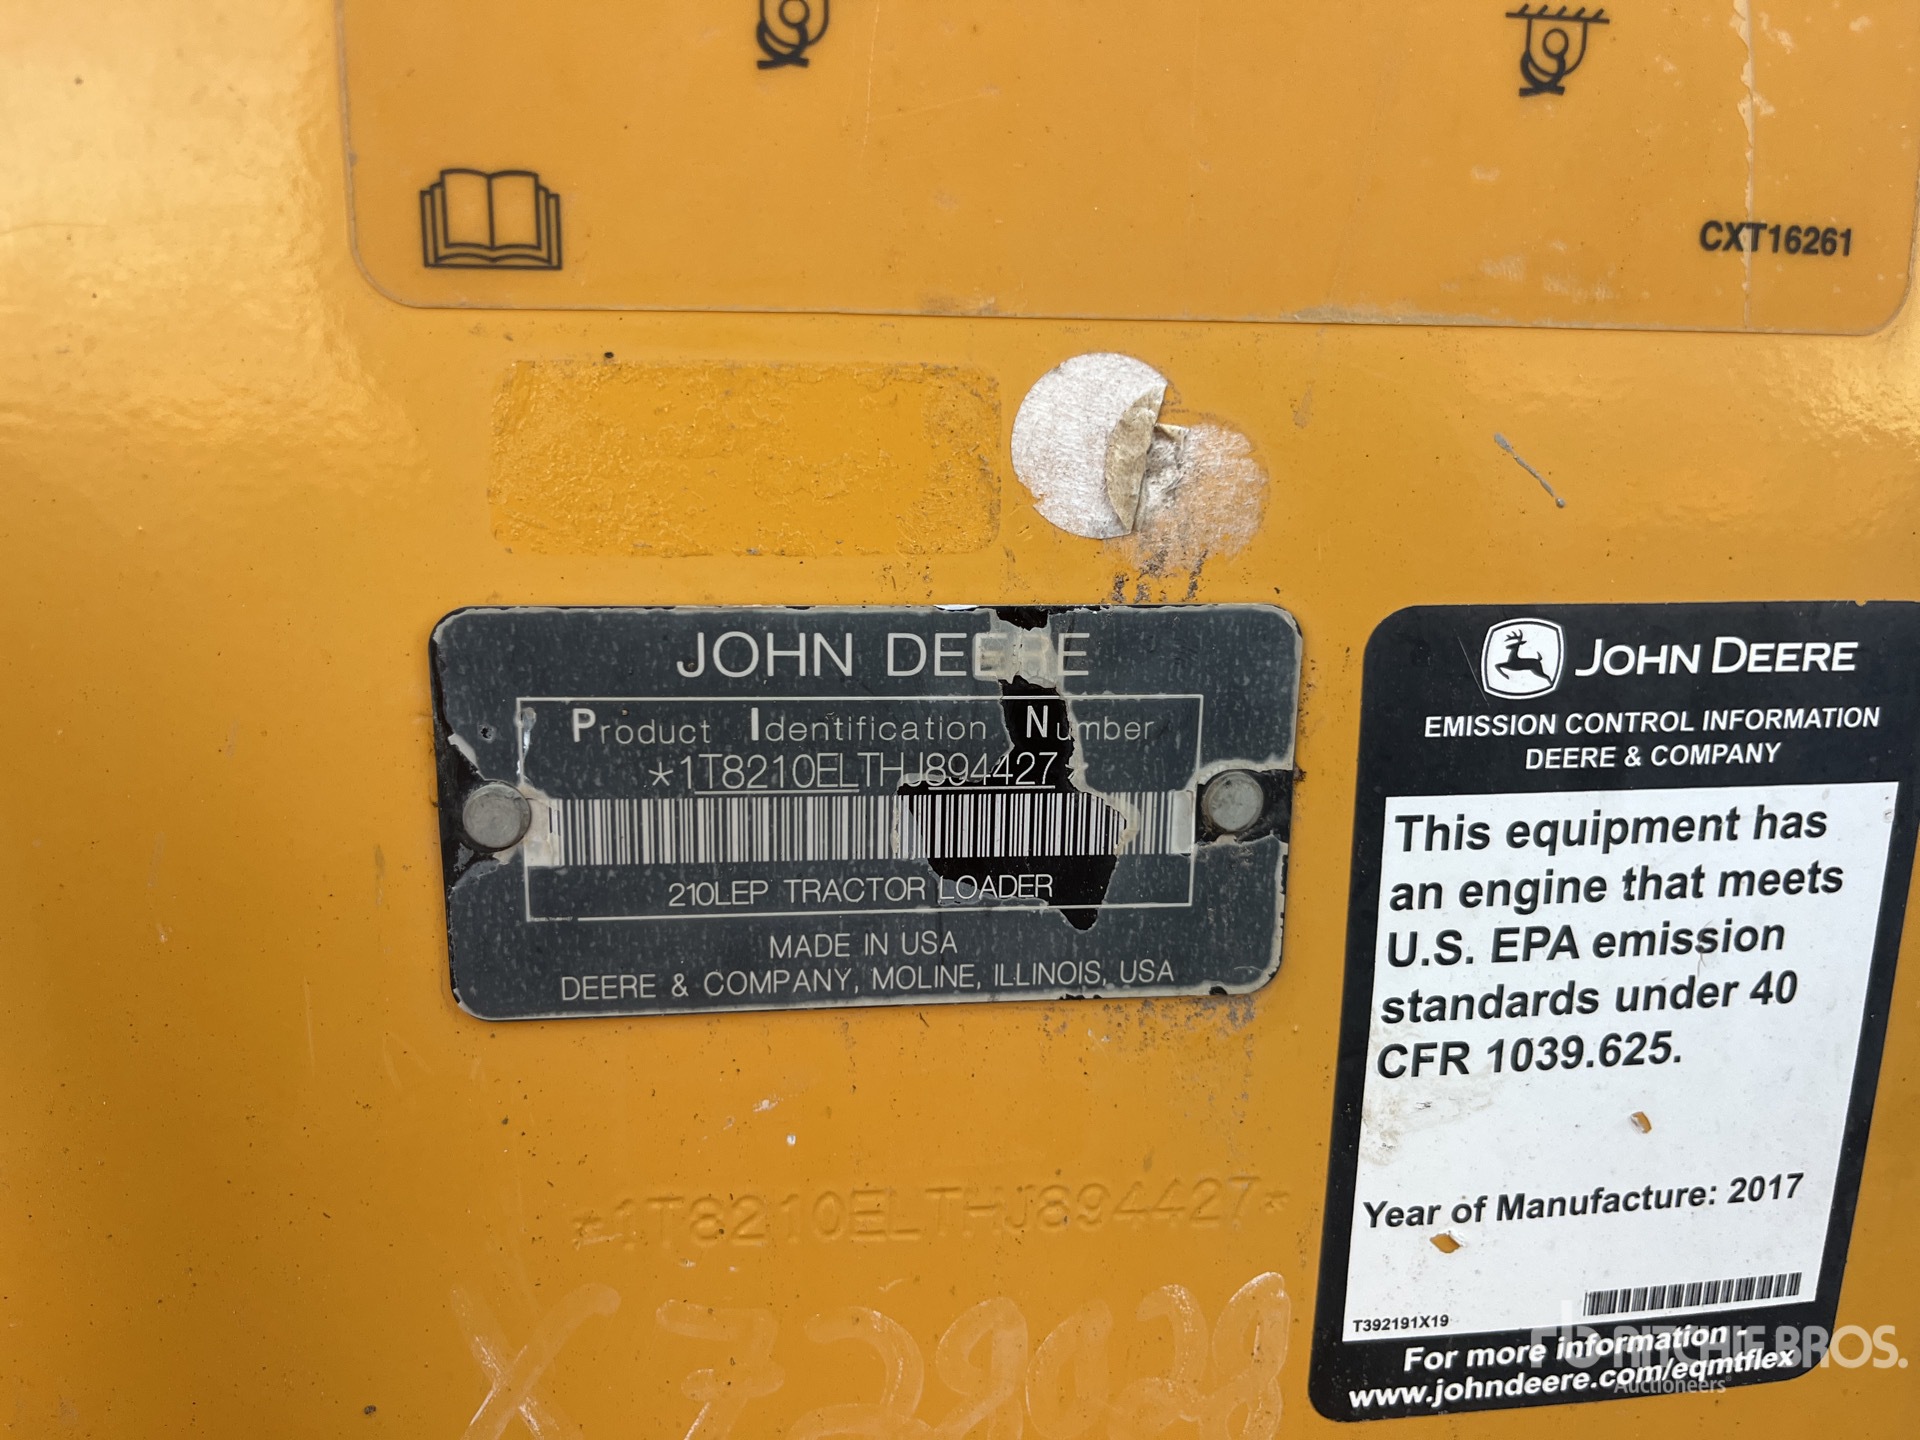 CXT16261
JOHN DEERE
Product Identification Number
*1T8210ELTHJ894427*
210LEP TRACTOR LOADER
MADE IN USA
DEERE & COMPANY, MOLINE, ILLINOIS, USA
*1T8210ELTHJ894427*
JOHN DEERE
EMISSION CONTROL INFORMATION
DEERE & COMPANY
This equipment has
an engine that meets
U.S. EPA emission
standards under 40
CFR 1039.625.
Year of Manufacture: 2017
T392191X19
For more information -
www.johndeere.com/eqmtflex
RITCHIE BROS.
Auctioneers